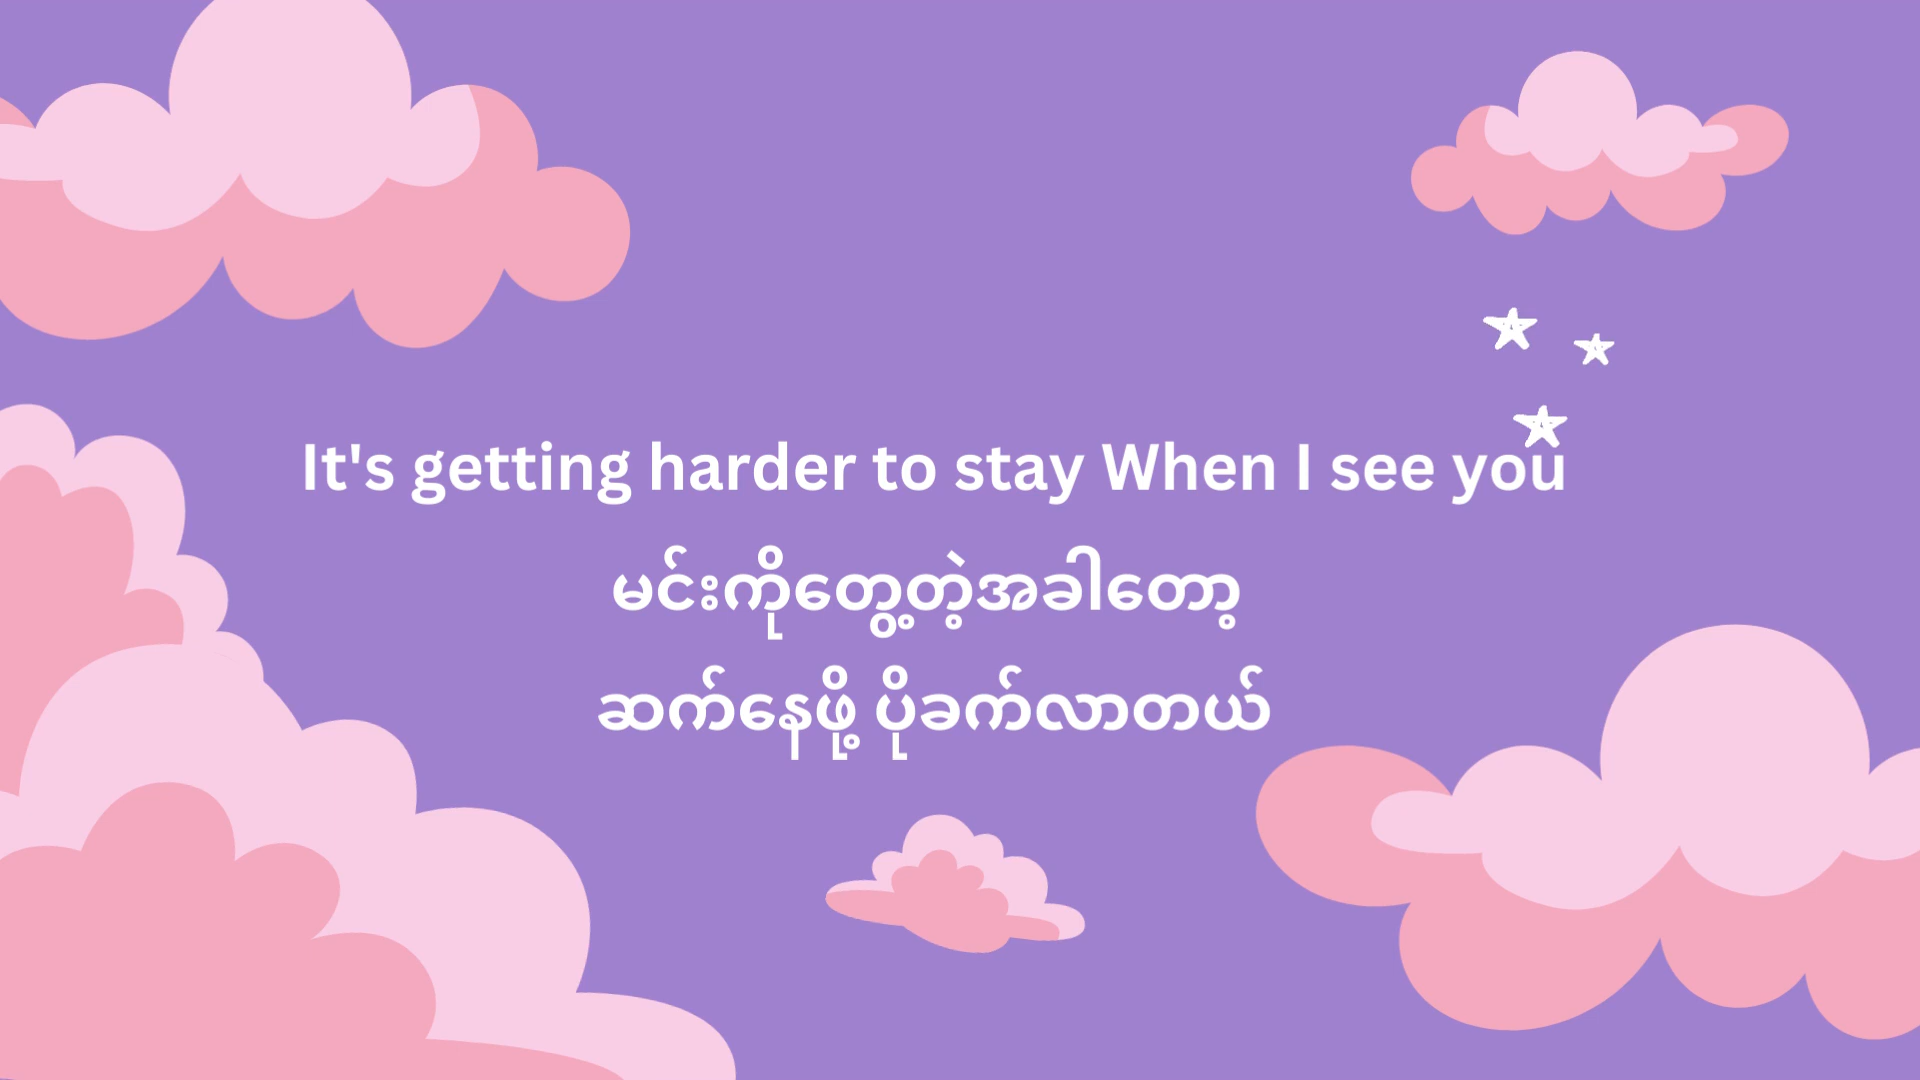 It's getting harder to stay When I see you
မင်းကိုတွေ့တဲ့အခါတော့
ဆက်နေဖို့ ပိုခက်လာတယ်